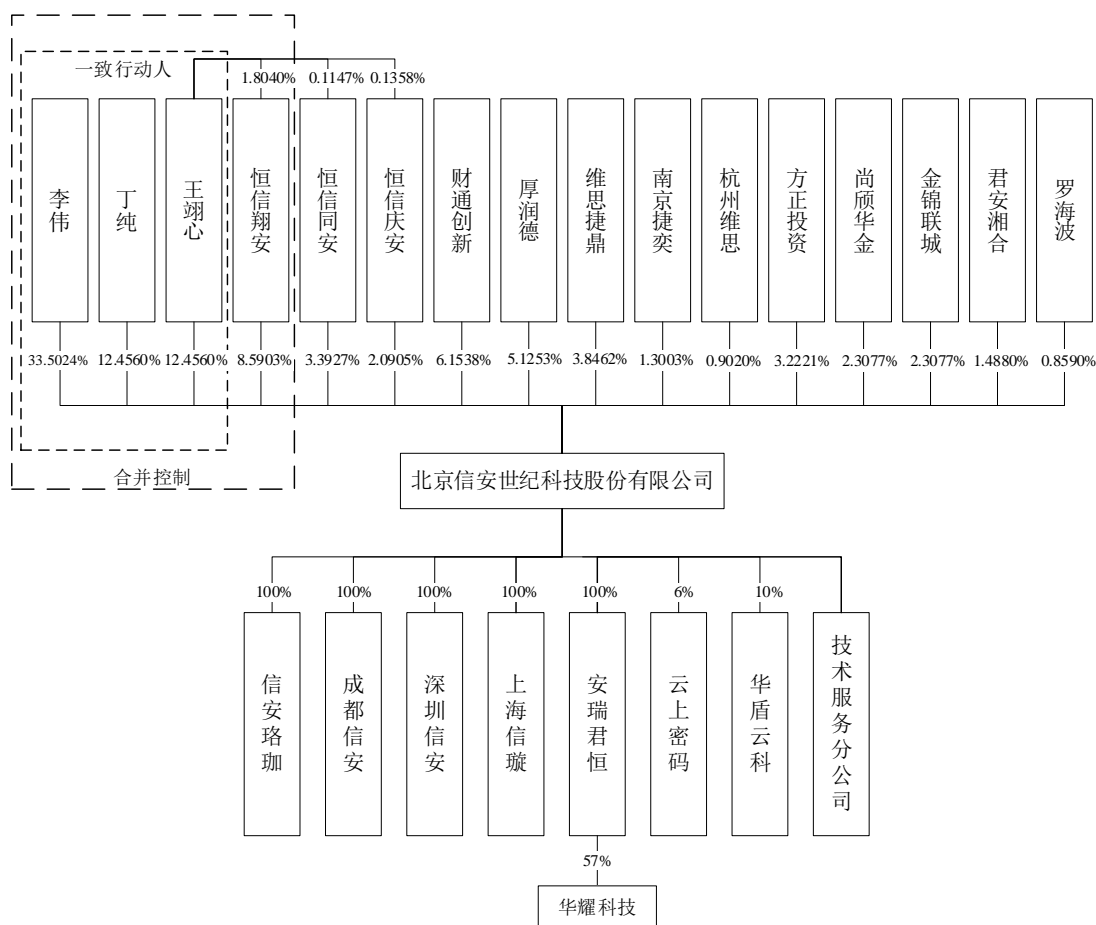 一致行动人
1.8040%
0.1147%
0.1358%
李伟
丁纯
王翊心
恒信翔安
恒信同安
恒信庆安
财通创新
厚润德
维思捷鼎
南京捷奕
杭州维思
方正投资
尚颀华金
金锦联城
君安湘合
罗海波
33.5024%
12.4560%
12.4560%
8.5903%
3.3927%
2.0905%
6.1538%
5.1253%
3.8462%
1.3003%
0.9020%
3.2221%
2.3077%
2.3077%
1.4880%
0.8590%
合并控制
北京信安世纪科技股份有限公司
100%
100%
100%
100%
100%
6%
10%
信安珞珈
成都信安
深圳信安
上海信璇
安瑞君恒
云上密码
华盾云科
技术服务分公司
57%
华耀科技